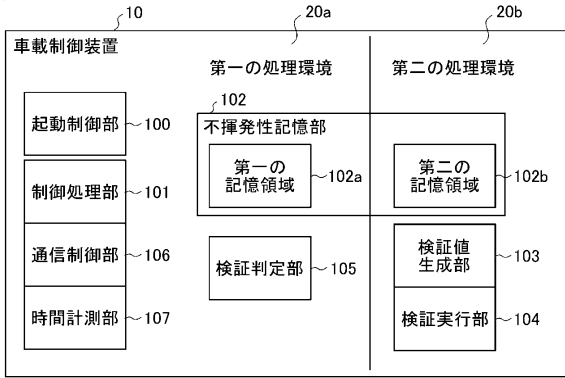 10
20a
20b
車載制御装置
第一の処理環境
第二の処理環境
102
不揮発性記憶部
起動制御部
100
第一の
記憶領域
102a
第二の
記憶領域
102b
制御処理部
101
通信制御部
106
検証判定部
105
検証値
生成部
103
時間計測部
107
検証実行部
104